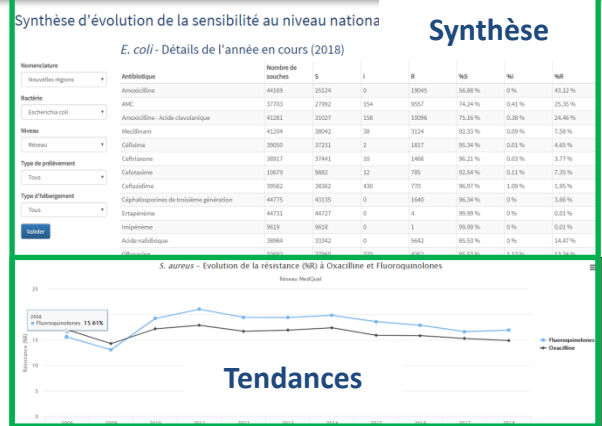 Synthèse d'évolution de la sensibilité au niveau nationa
Synthèse
E. coli - Détails de l'année en cours (2018)
Nomenclature
Nouvelles régions
Bactérie
Escherichia coli
Niveau
Réseau
Type de prélèvement
Tous
Type d'hébergement
Tous
Valider
Antibiotique Nombre de souches S I R %S %I %R
Amoxicilline 44169 25124 0 19045 56.88 % 0 % 43.12 %
AMC 37703 27992 154 9557 74.24 % 0.41 % 25.35 %
Amoxicilline - Acide clavulanique 41281 31027 158 10096 75.16 % 0.38 % 24.46 %
Mecillinam 41204 38042 38 3124 92.33 % 0.09 % 7.58 %
Céfixime 39050 37231 2 1817 95.34 % 0.01 % 4.65 %
Ceftriaxone 38917 37441 10 1466 96.21 % 0.03 % 3.77 %
Cefotaxime 10679 9882 12 785 92.54 % 0.11 % 7.35 %
Ceftazidime 39562 38362 430 770 96.97 % 1.09 % 1.95 %
Céphalosporines de troisième génération 44775 43135 0 1640 96.34 % 0 % 3.66 %
Ertapénème 44731 44727 0 4 99.99 % 0 % 0.01 %
Imipénème 9619 9618 0 1 99.99 % 0 % 0.01 %
Acide nalidixique 38984 33342 0 5642 85.53 % 0 % 14.47 %
S. aureus – Evolution de la résistance (%R) à Oxacilline et Fluoroquinolones
Réseau MedQual
Résistance (%R)
25
15
10
5
0
2008
Fluoroquinolones: 15.61%
Fluoroquinolones
Oxacilline
Tendances